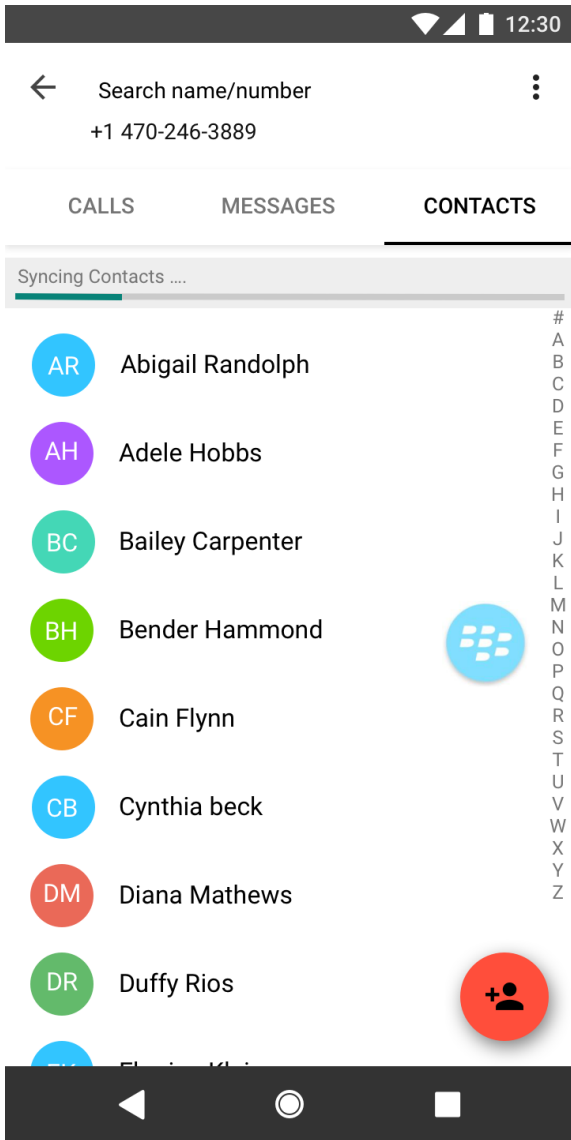 12:30
Search name/number
+1 470-246-3889
CALLS MESSAGES CONTACTS
Syncing Contacts ....
#
A
AR Abigail Randolph
B
C
D
E
AH Adele Hobbs
F
G
H
I
BC Bailey Carpenter
J
K
L
M
N
BH Bender Hammond
O
P
Q
R
CF Cain Flynn
S
T
U
V
CB Cynthia beck
W
X
Y
Z
DM Diana Mathews
DR Duffy Rios